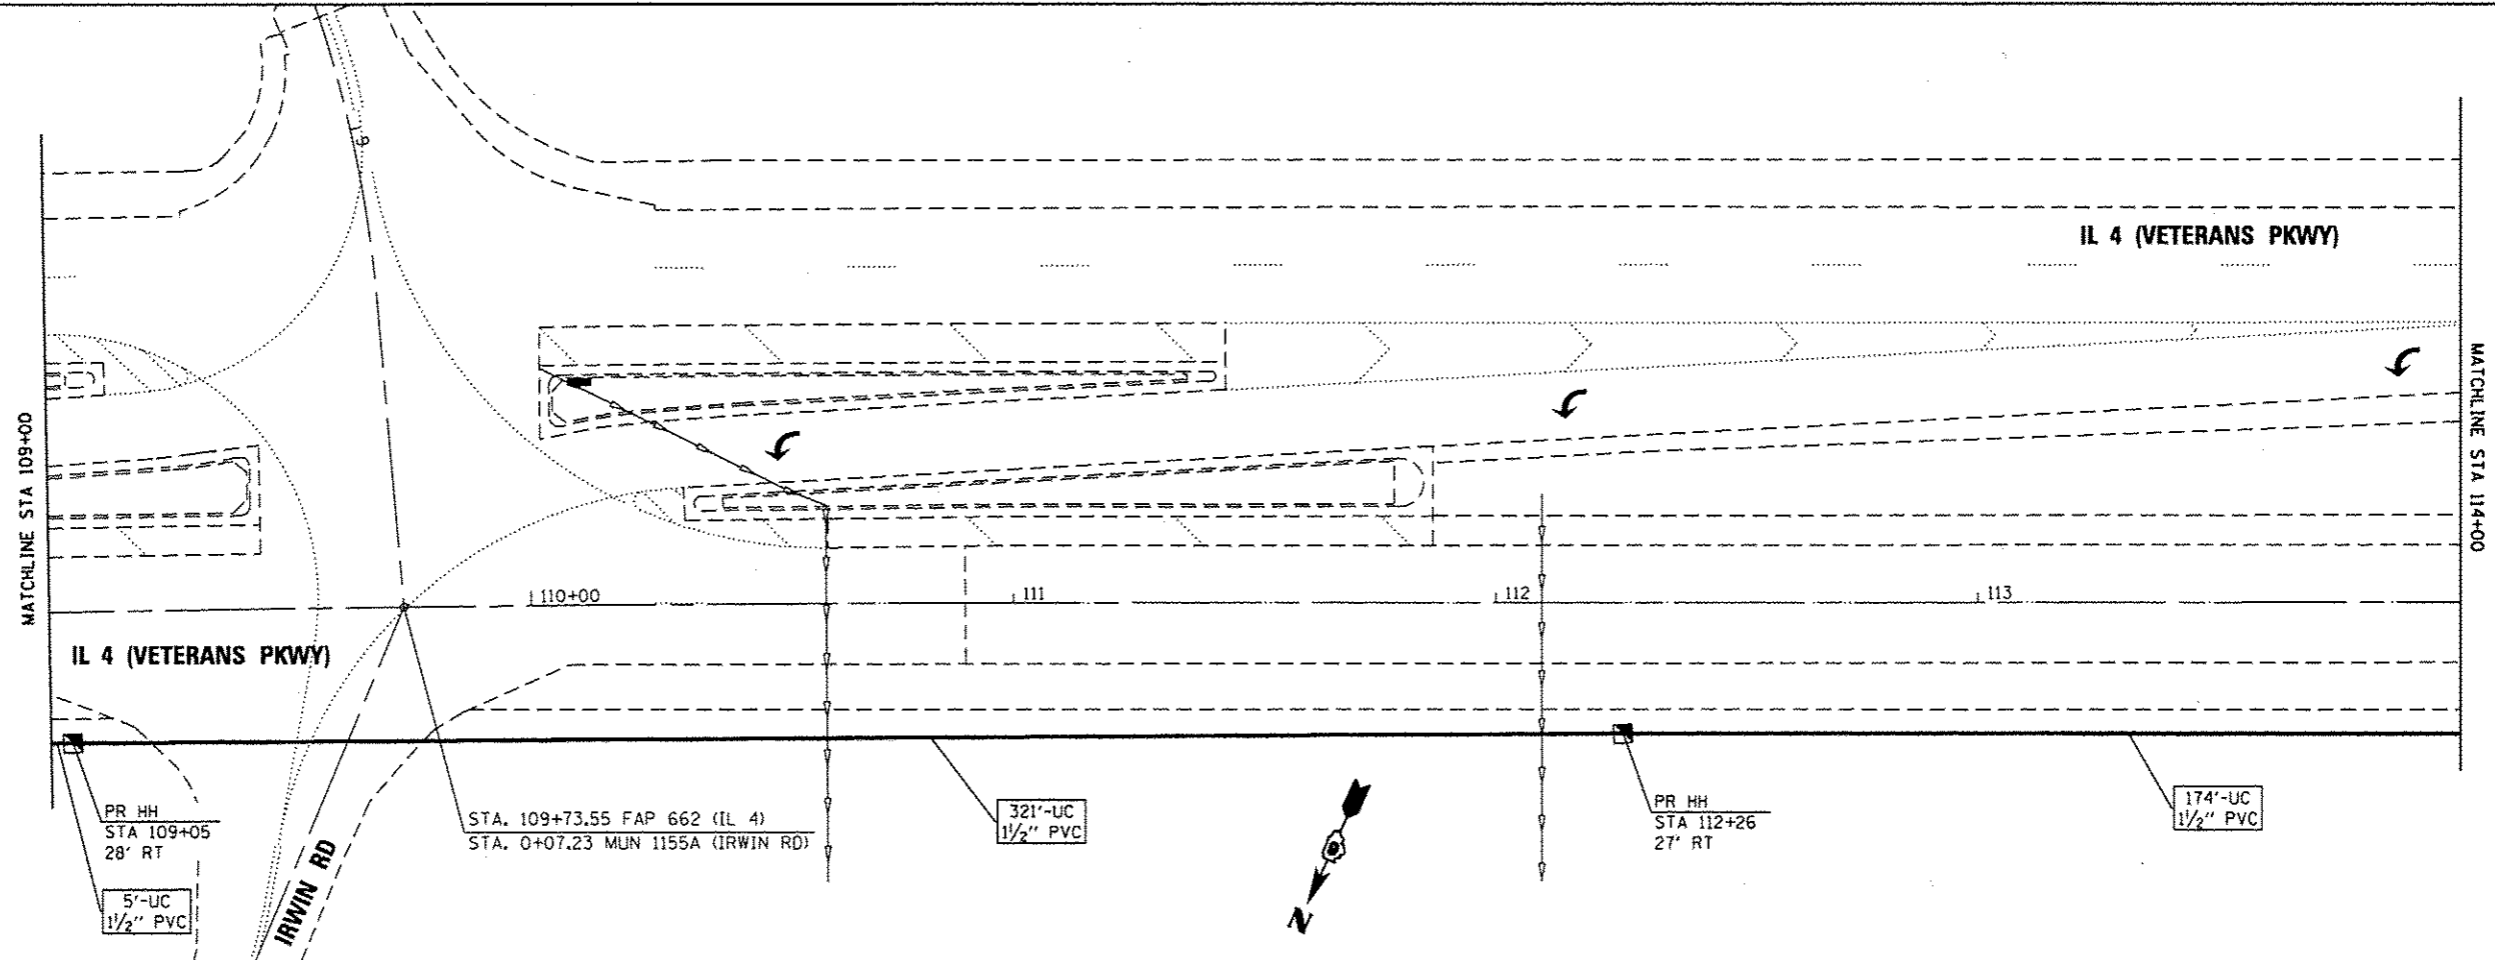 IL 4 (VETERANS PKWY)
MATCHLINE STA 109+00
MATCHLINE STA 114+00
110+00
111
112
113
IL 4 (VETERANS PKWY)
PR HH
STA 109+05
28' RT
5'-UC
1½" PVC
IRWIN RD
STA. 109+73.55 FAP 662 (IL 4)
STA. 0+07.23 MUN 1155A (IRWIN RD)
321'-UC
1½" PVC
N
PR HH
STA 112+26
27' RT
174'-UC
1½" PVC